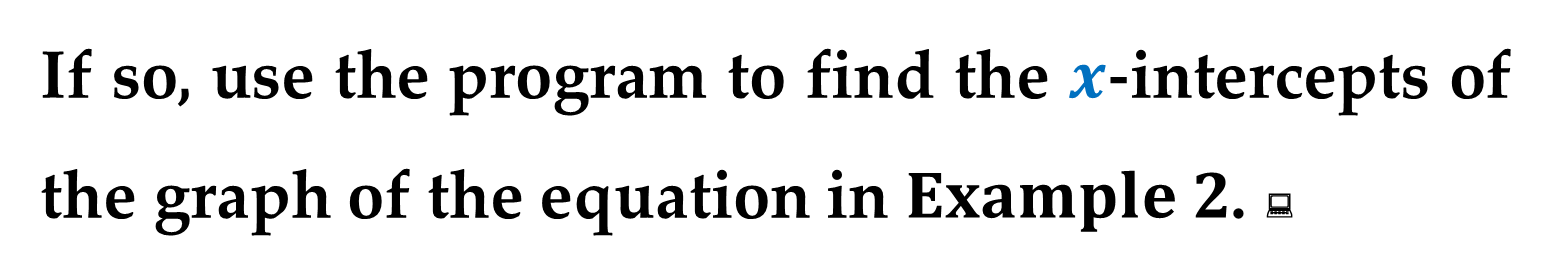 If so, use the program to find the x-intercepts of
the graph of the equation in Example 2.